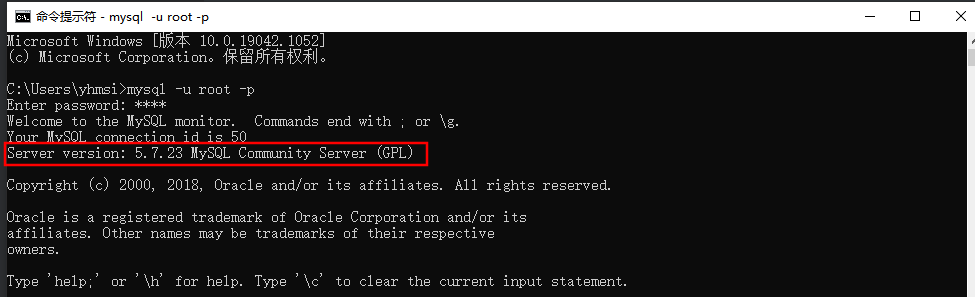 命令提示符 - mysql -u root -p
Microsoft Windows [版本 10.0.19042.1052]
(c) Microsoft Corporation。保留所有权利。
C:\Users\yhmsi>mysql -u root -p
Enter password: ****
Welcome to the MySQL monitor.  Commands end with ; or \g.
Your MySQL connection id is 50
Server version: 5.7.23 MySQL Community Server (GPL)
Copyright (c) 2000, 2018, Oracle and/or its affiliates. All rights reserved.
Oracle is a registered trademark of Oracle Corporation and/or its
affiliates. Other names may be trademarks of their respective
owners.
Type 'help;' or '\h' for help. Type '\c' to clear the current input statement.